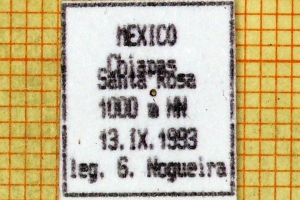 MEXICO
Chiapas
Santa Rosa
1000 m NN
13.IX.1993
leg. G. Nogueira